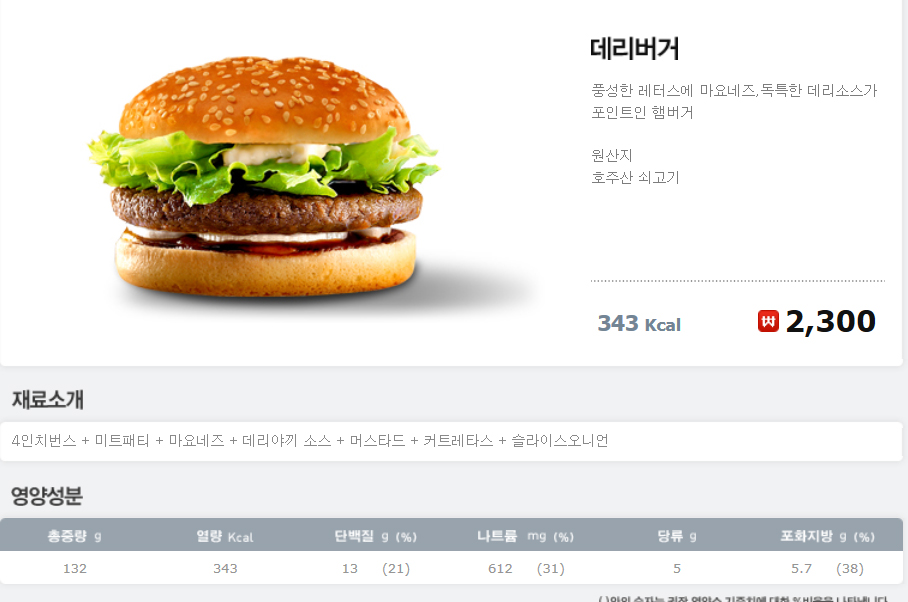 데리버거
풍성한 레터스에 마요네즈,독특한 데리소스가
포인트인 햄버거
원산지
호주산 쇠고기
343 Kcal
₩ 2,300
재료소개
4인치번스 + 미트패티 + 마요네즈 + 데리야끼 소스 + 머스타드 + 커트레타스 + 슬라이스오니언
영양성분
총중량 g 열량 Kcal 단백질 g (%) 나트륨 mg (%) 당류 g 포화지방 g (%)
132 343 13 (21) 612 (31) 5 5.7 (38)